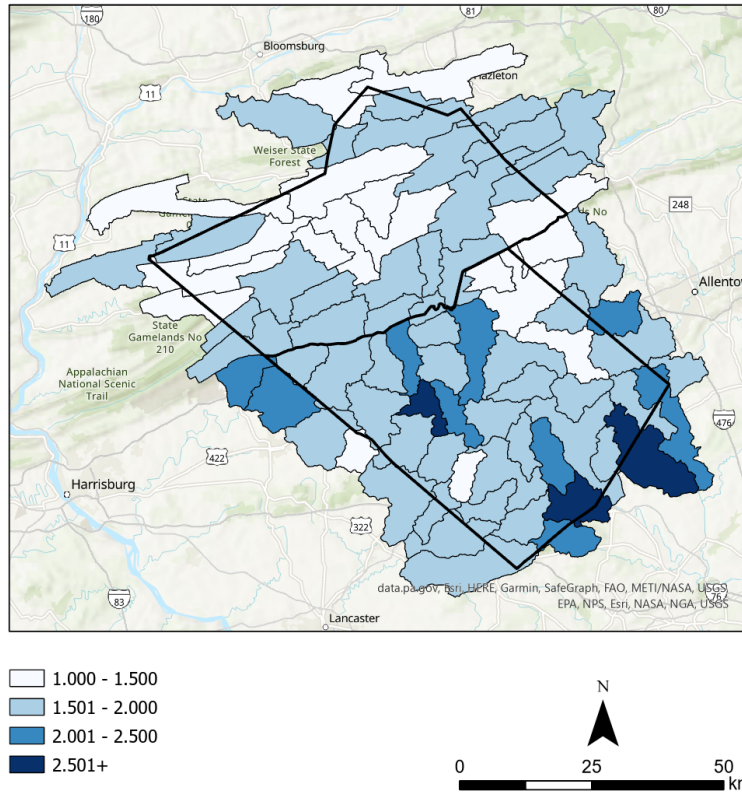 180
81
80
Bloomsburg
Hazleton
11
Weiser State
Forest
State
248
11
Allentow
State
Gamelands No
210
Appalachian
National Scenic
Trail
476
422
Harrisburg
322
data.pa.gov, Esri, HERE, Garmin, SafeGraph, FAO, METI/NASA, USGS,
EPA, NPS, Esri, NASA, NGA, USGS
76
83
Lancaster
1.000 - 1.500
1.501 - 2.000
2.001 - 2.500
2.501+
N
0 25 50
km